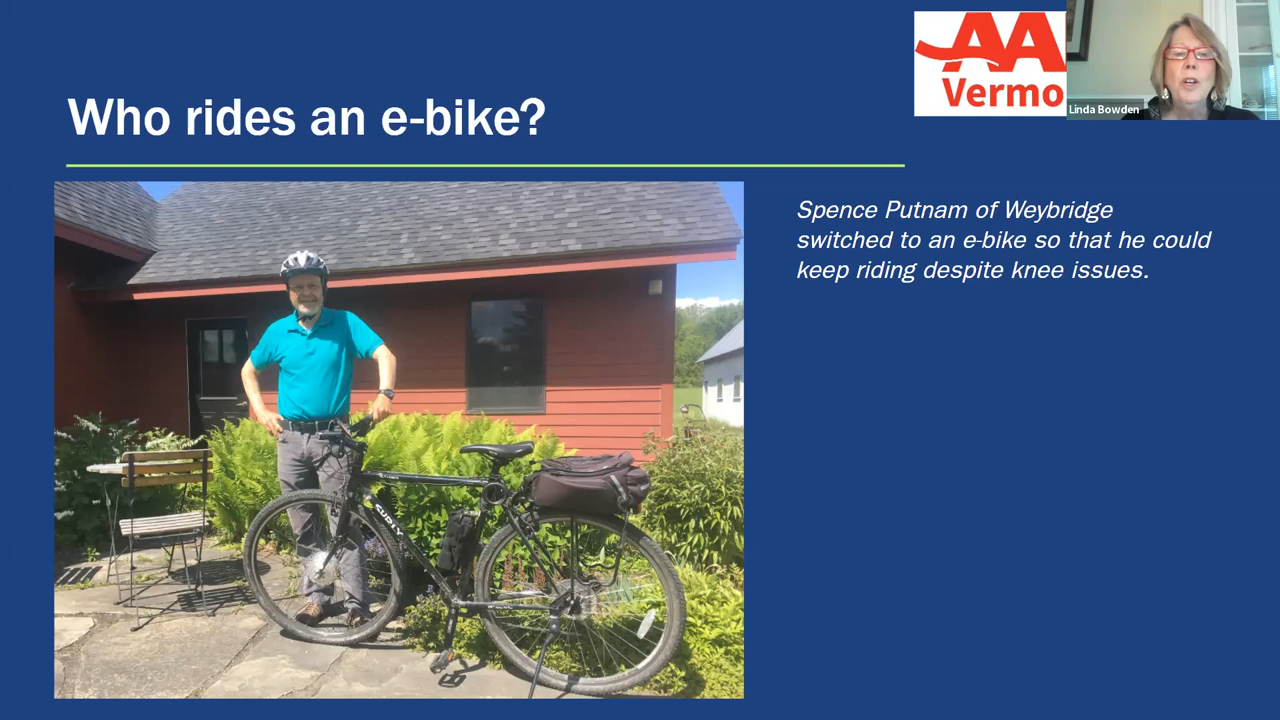 Who rides an e-bike?
AA
Vermo
Linda Bowden
Spence Putnam of Weybridge
switched to an e-bike so that he could
keep riding despite knee issues.
SURLY